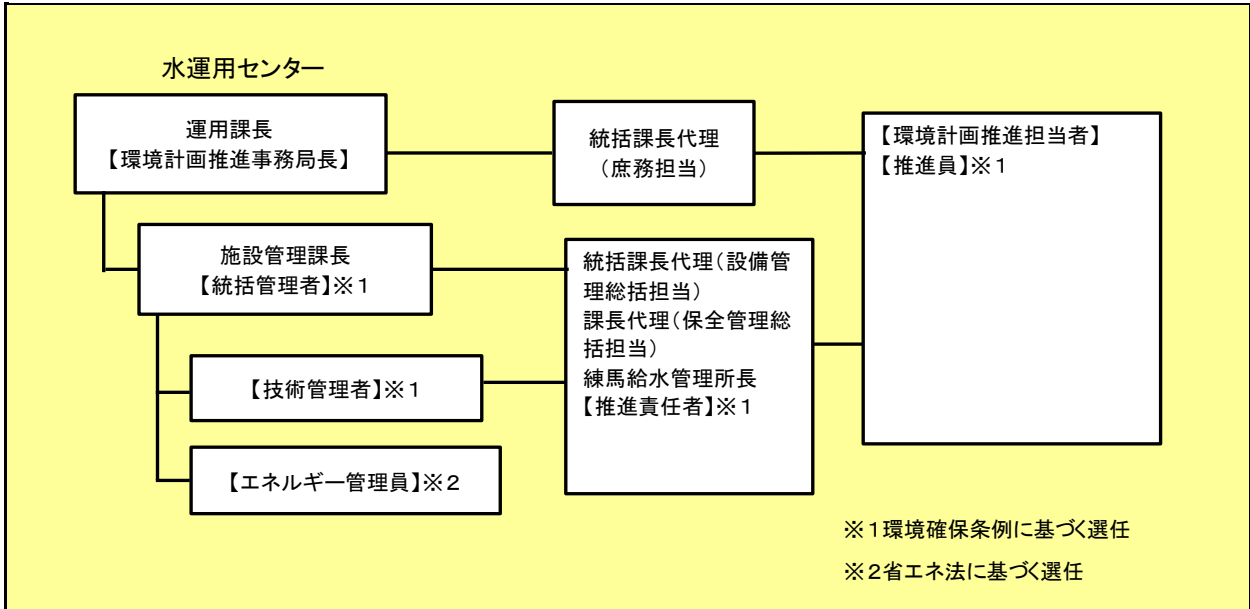 水運用センター
運用課長
【環境計画推進事務局長】
統括課長代理
（庶務担当）
【環境計画推進担当者】
【推進員】※１
施設管理課長
【統括管理者】※１
統括課長代理（設備管
理総括担当）
課長代理（保全管理総
括担当）
練馬給水管理所長
【推進責任者】※１
【技術管理者】※１
【エネルギー管理員】※２
※１環境確保条例に基づく選任
※２省エネ法に基づく選任